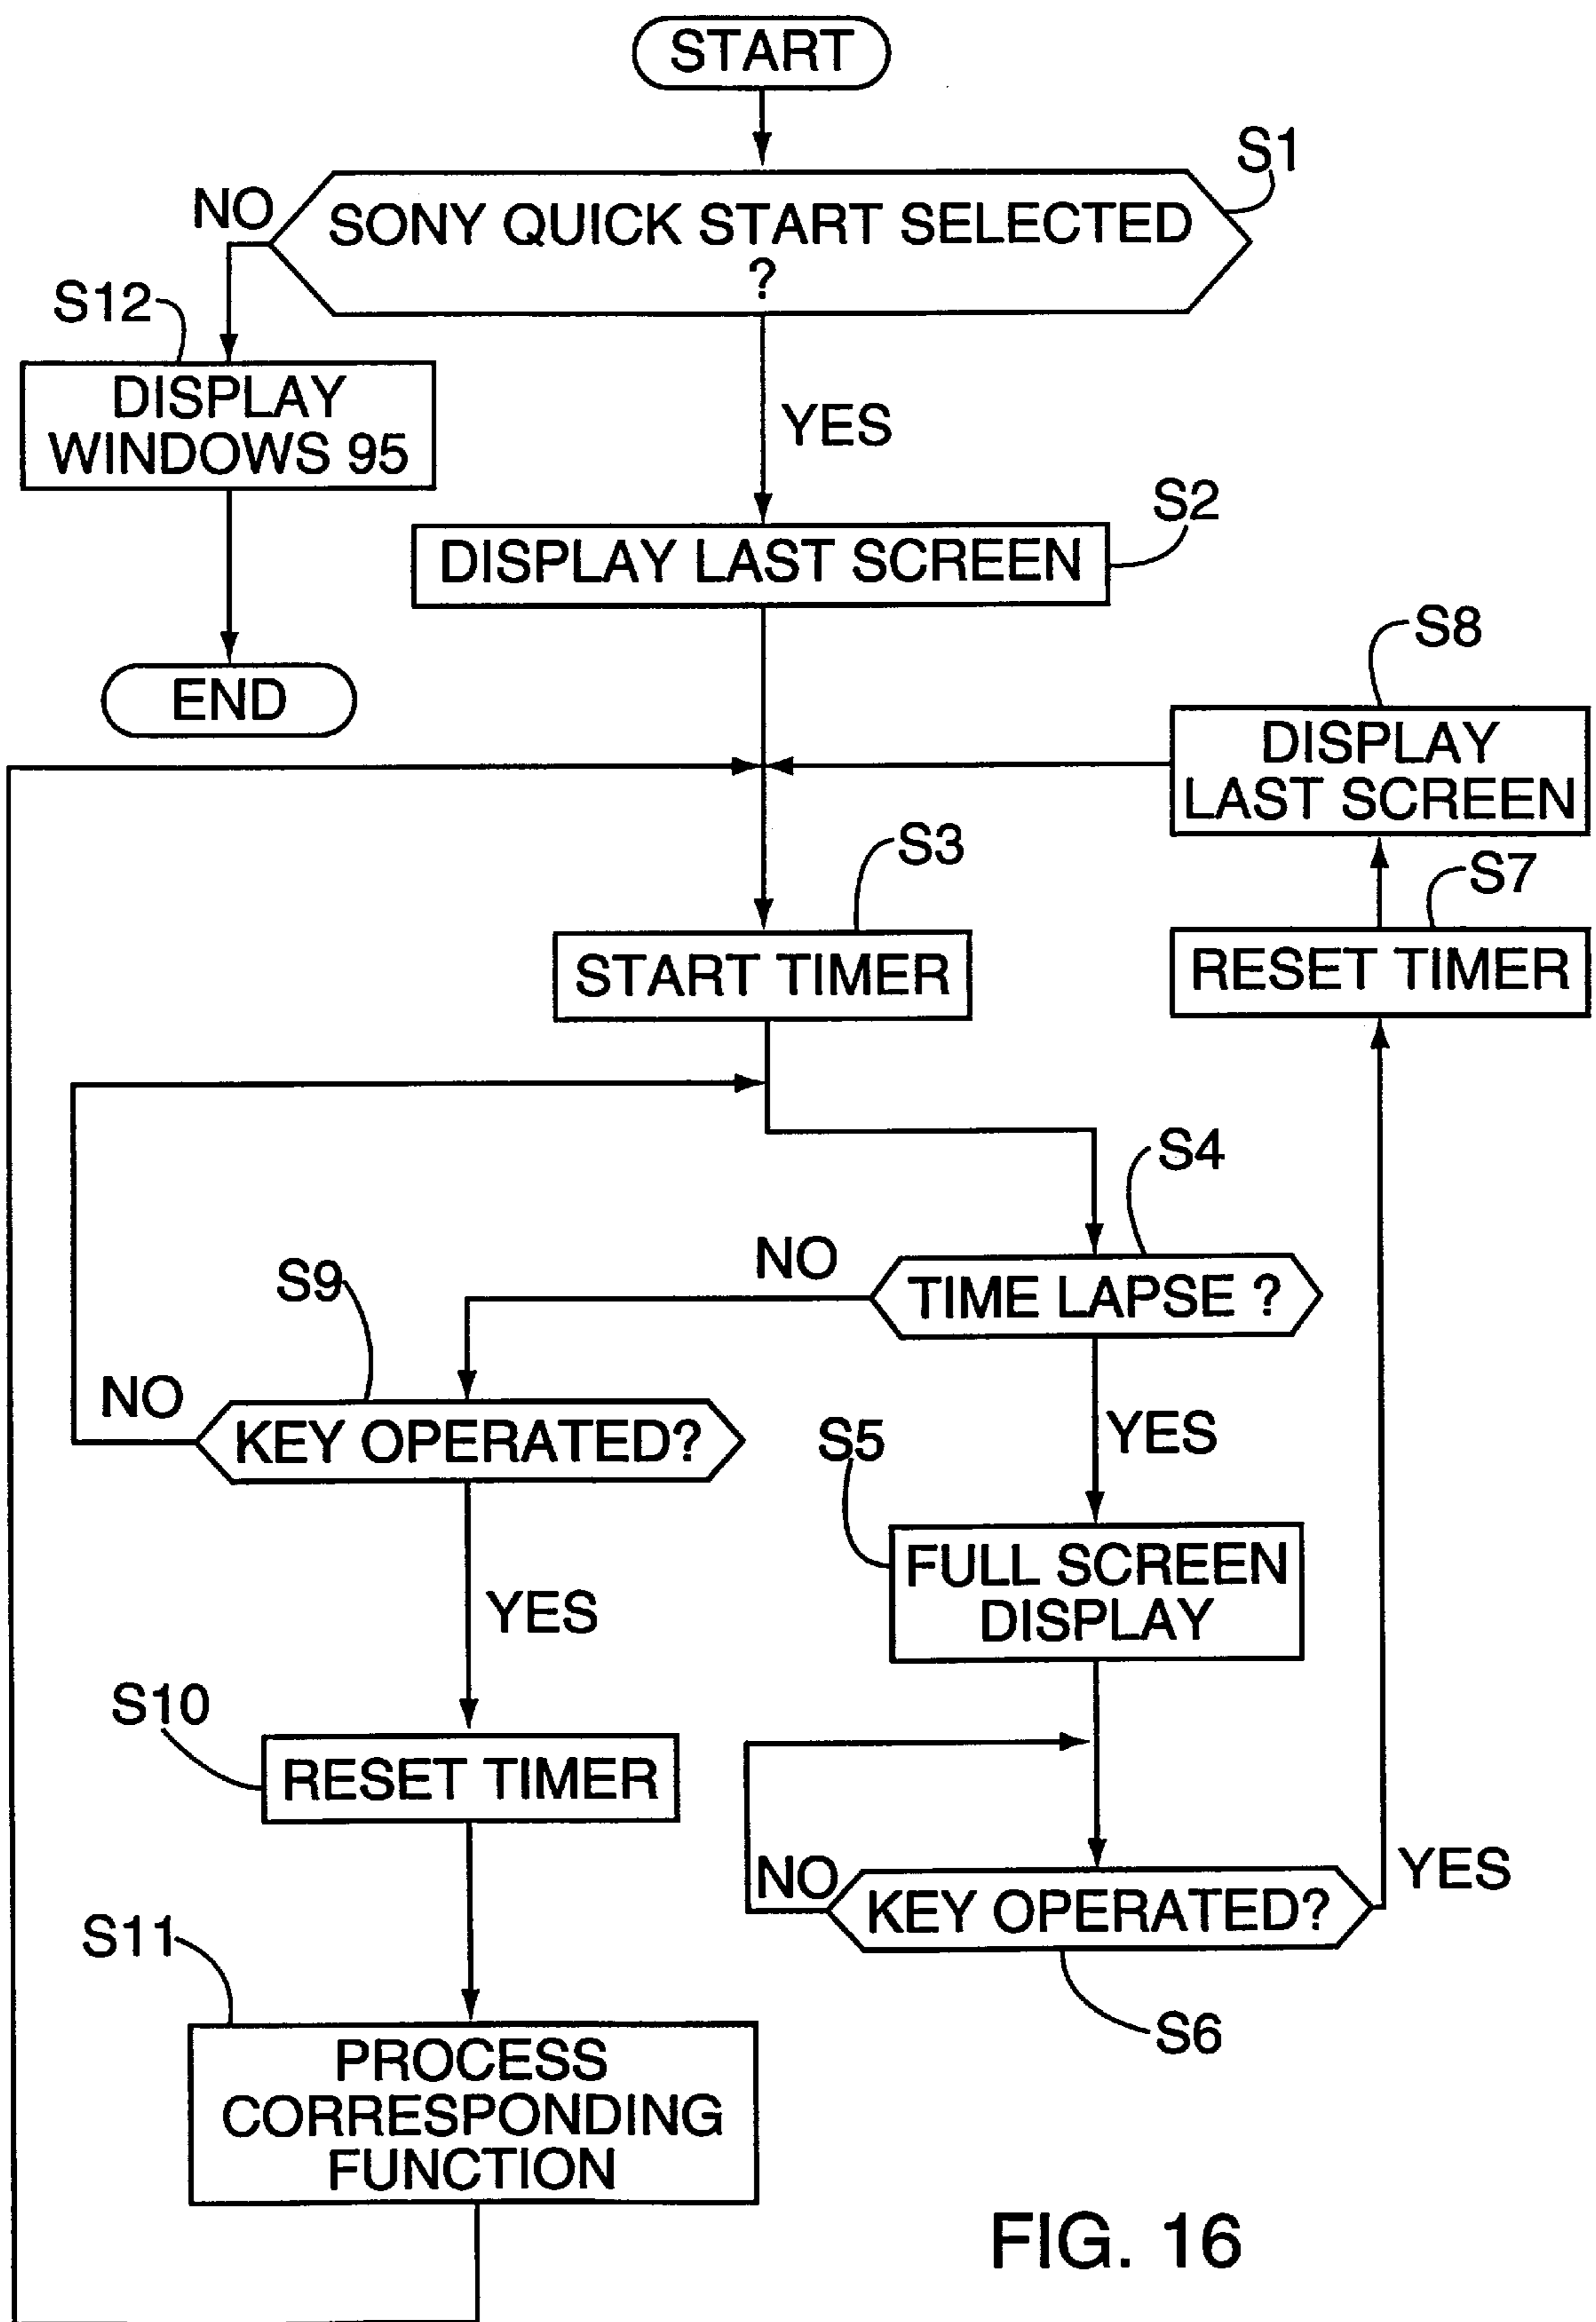 START
S1
NO
SONY QUICK START SELECTED
?
S12
DISPLAY
WINDOWS 95
YES
S2
DISPLAY LAST SCREEN
END
S8
DISPLAY
LAST SCREEN
S3
S7
START TIMER
RESET TIMER
S4
NO
TIME LAPSE ?
S9
NO
KEY OPERATED?
YES
S5
FULL SCREEN
DISPLAY
YES
S10
RESET TIMER
NO
YES
KEY OPERATED?
S11
S6
PROCESS
CORRESPONDING
FUNCTION
FIG. 16